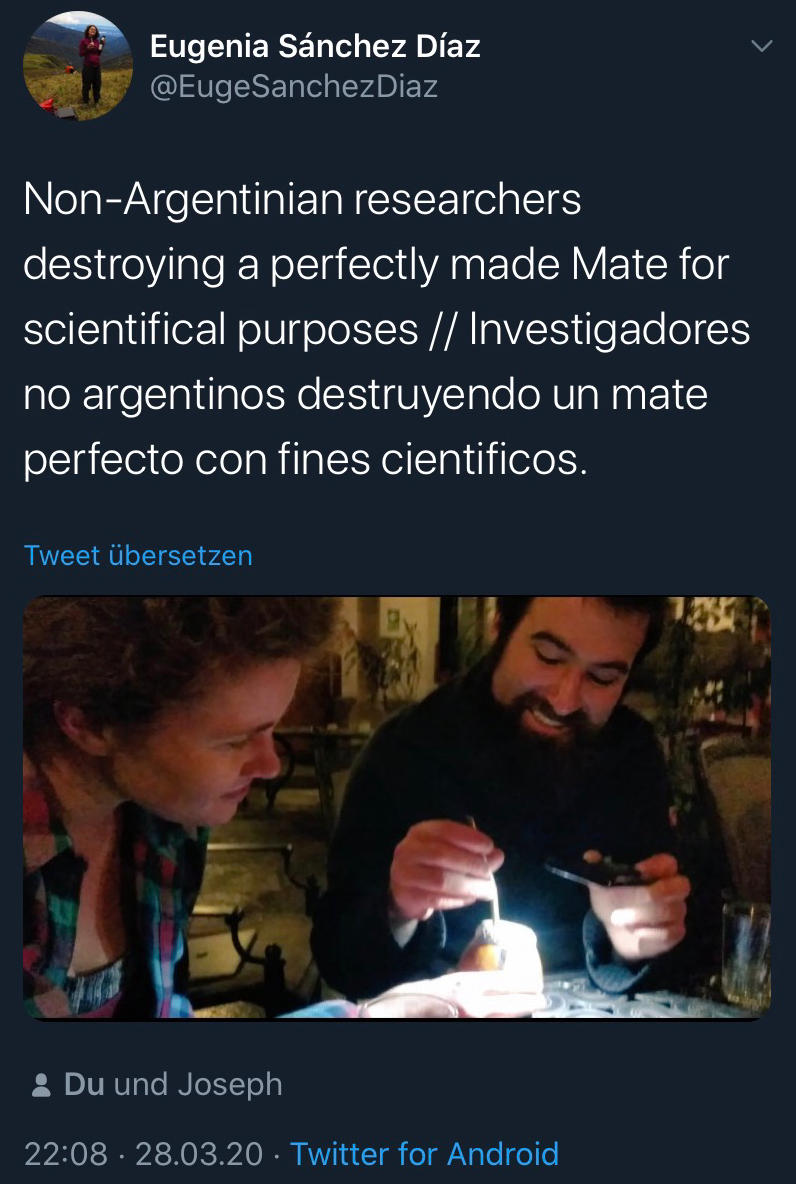 Eugenia Sánchez Díaz
@EugeSanchezDiaz
Non-Argentinian researchers
destroying a perfectly made Mate for
scientifical purposes // Investigadores
no argentinos destruyendo un mate
perfecto con fines cientificos.
Tweet übersetzen
Du und Joseph
22:08 · 28.03.20 · Twitter for Android